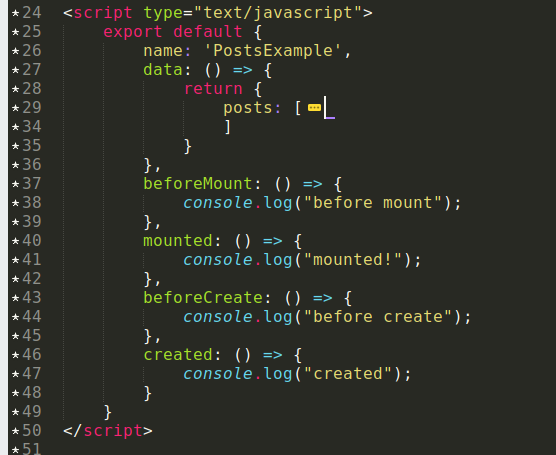 *24 <script type="text/javascript">
*25     export default {
*26         name: 'PostsExample',
*27         data: () => {
*28             return {
*29                 posts: [
*34                 ]
*35             }
*36         },
*37         beforeMount: () => {
*38             console.log("before mount");
*39         },
*40         mounted: () => {
*41             console.log("mounted!");
*42         },
*43         beforeCreate: () => {
*44             console.log("before create");
*45         },
*46         created: () => {
*47             console.log("created");
*48         }
*49     }
*50 </script>
*51